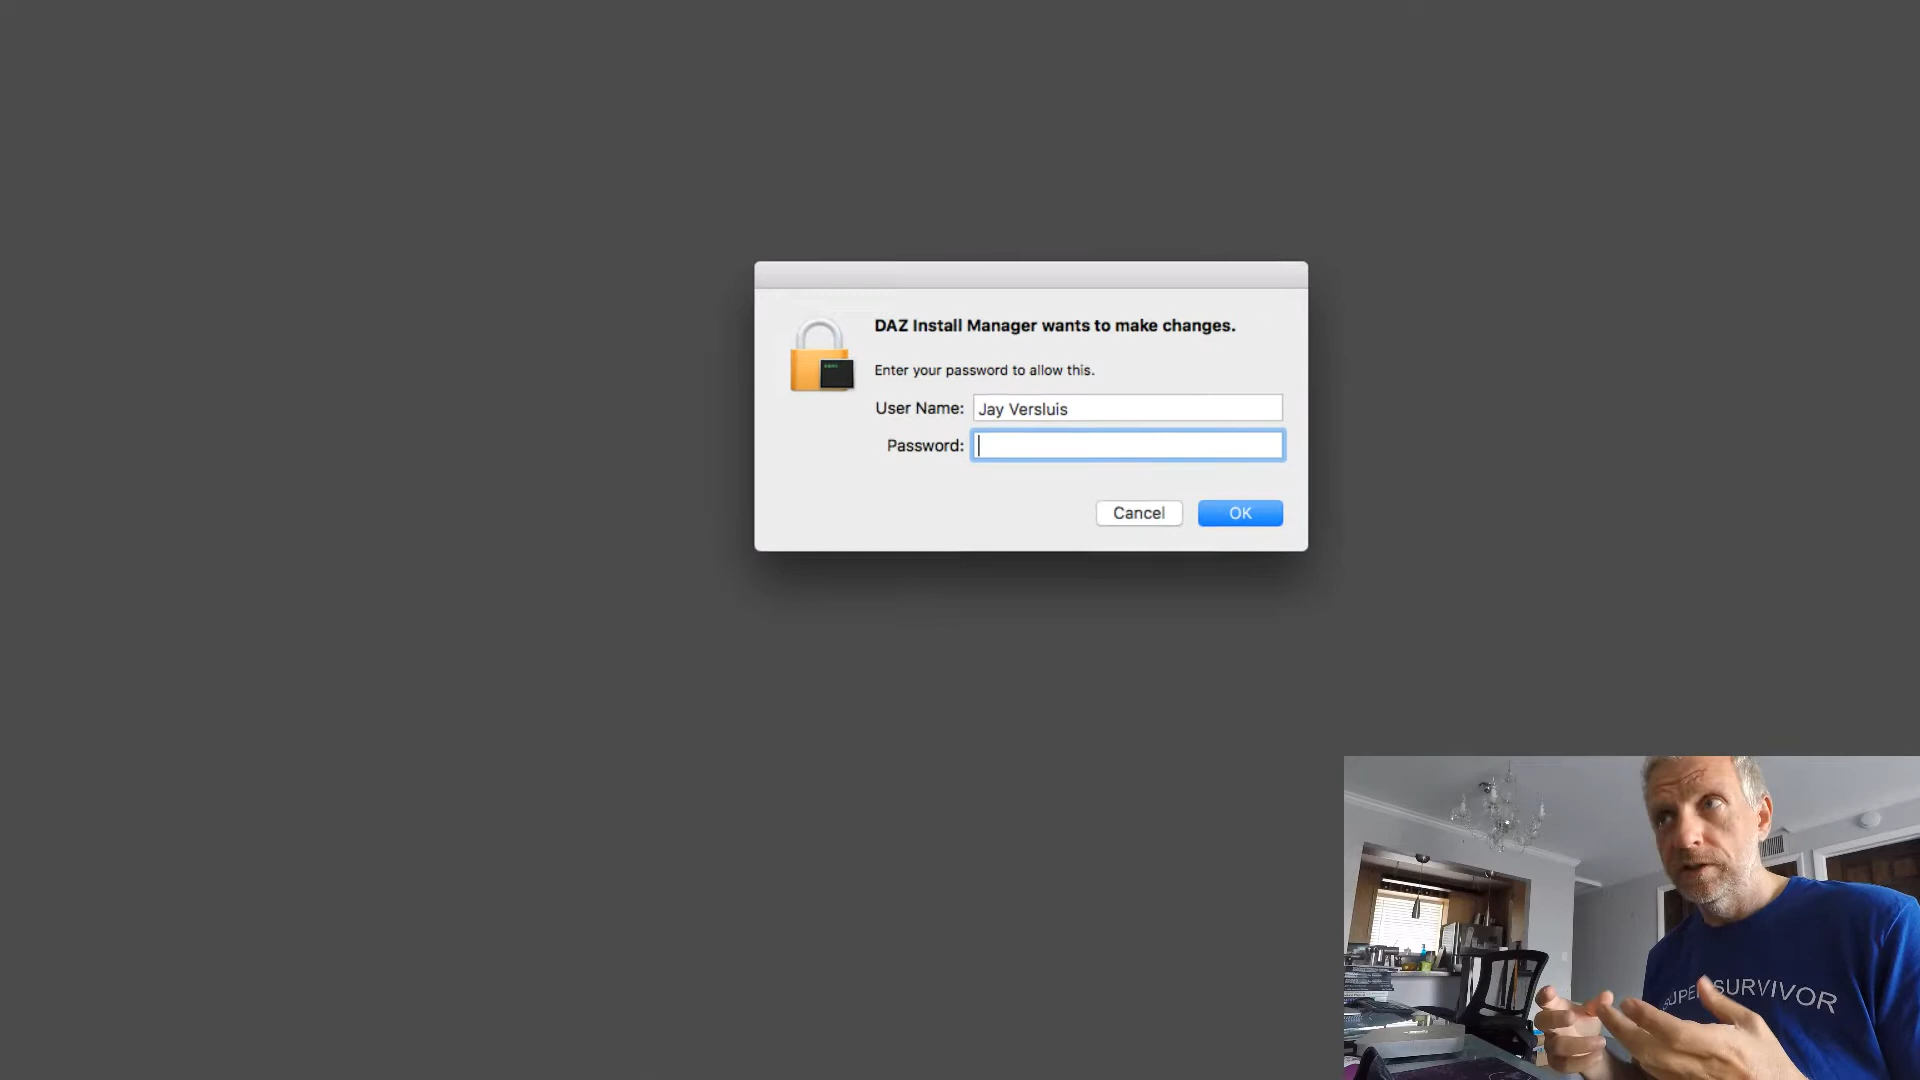 DAZ Install Manager wants to make changes.
Enter your password to allow this.
User Name: Jay Versluis
Password:
Cancel OK
SUPER SURVIVOR